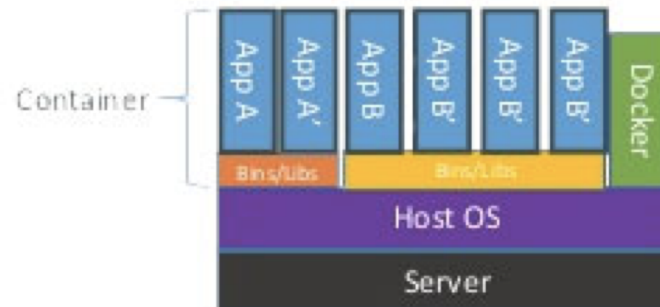 Container
App A
App A'
App B
App B'
App B'
App B'
Docker
Bins/Libs
Bins/Libs
Host OS
Server